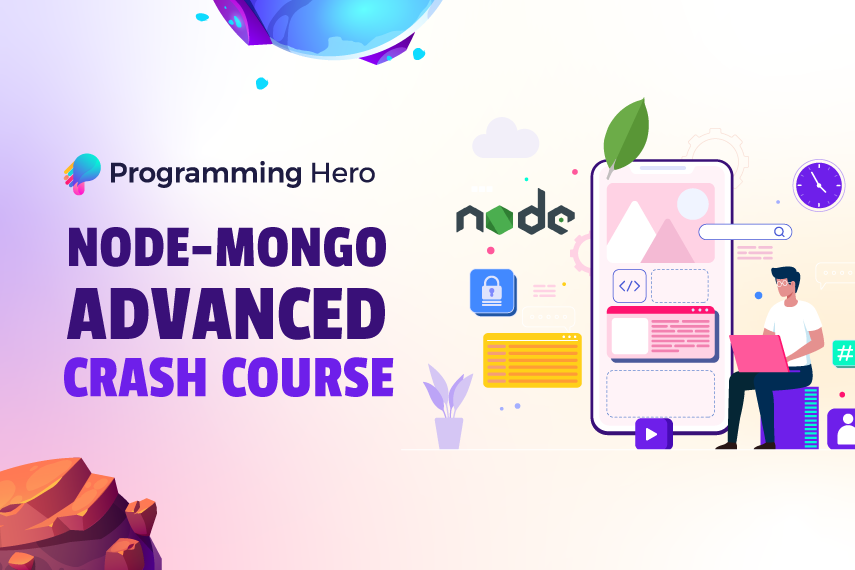 Programming Hero
NODE-MONGO
ADVANCED
CRASH COURSE
node
</>
#